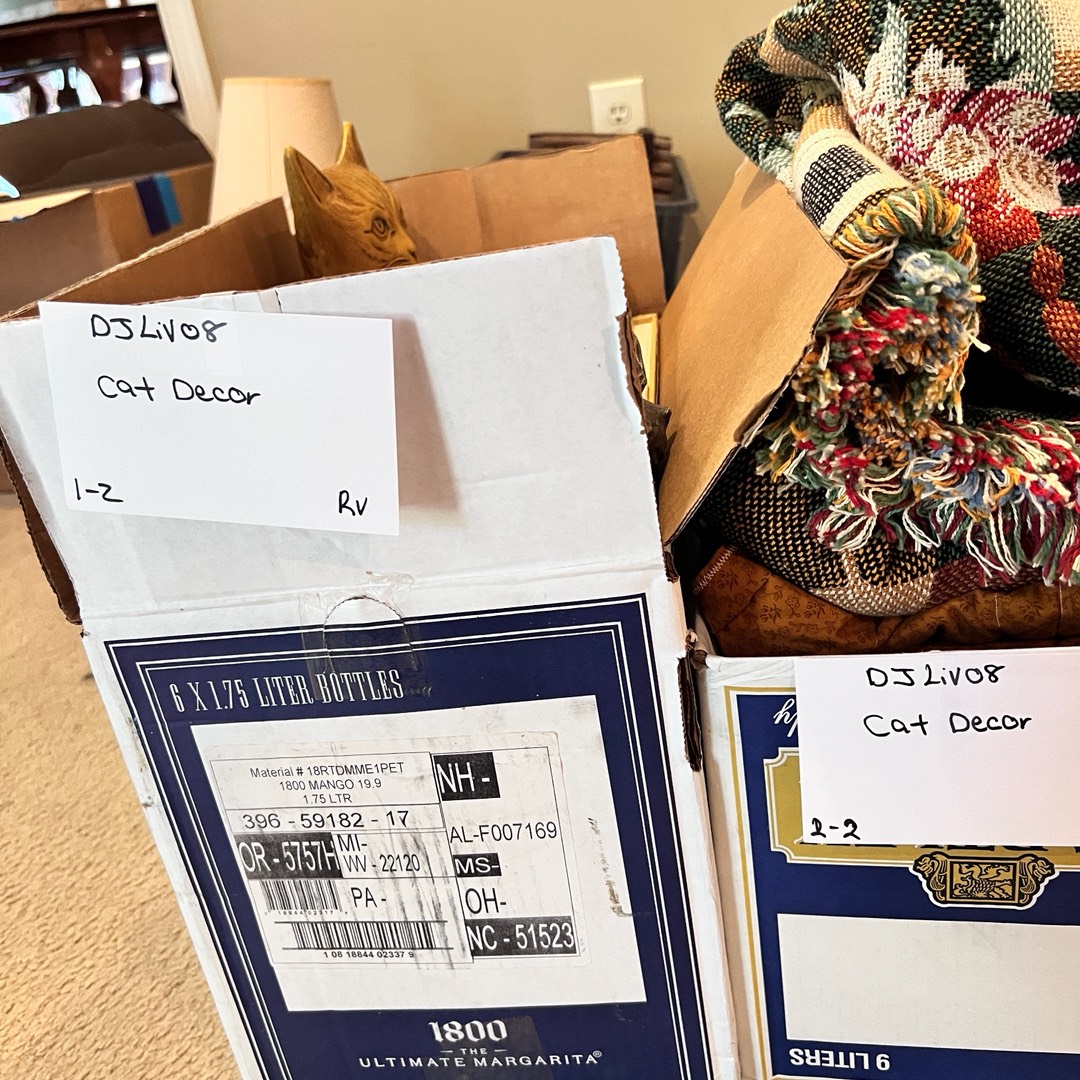 DJLiv08
Cat Decor
1-2
RV
6 X 1.75 LITER BOTTLES
Material # 18RTDMME1PET
1800 MANGO 19.9
1.75 LTR
396 - 59182 - 17
OR - 5757H
MI-
VW - 22120
PA -
NH -
AL-F007169
MS-
OH-
NC - 51523
1 08 18844 02337 9
1800
THE
ULTIMATE MARGARITA®
DJLiv08
Cat Decor
2-2
9 LITERS